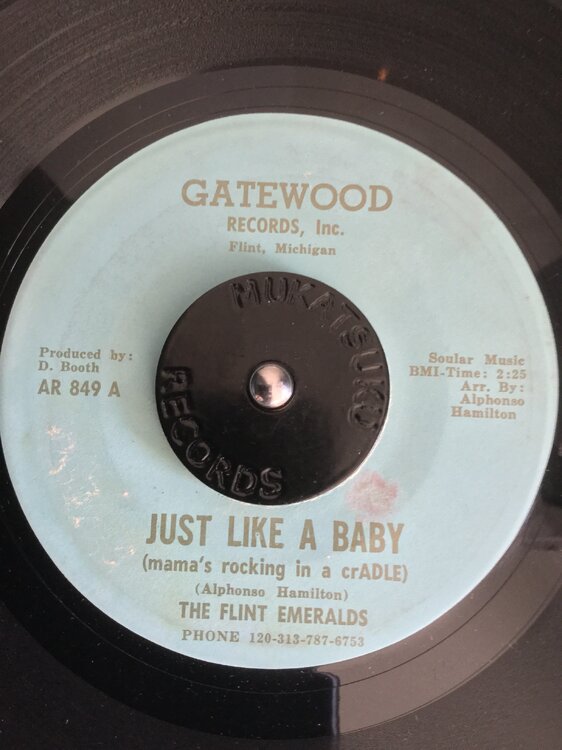 GATEWOOD
RECORDS, Inc.
Flint, Michigan
MUKATSUKU
RECORDS
Produced by:
D. Booth
AR 849 A
Soular Music
BMI-Time: 2:25
Arr. By:
Alphonso
Hamilton
JUST LIKE A BABY
(mama's rocking in a crADLE)
(Alphonso Hamilton)
THE FLINT EMERALDS
PHONE 120-313-787-6753